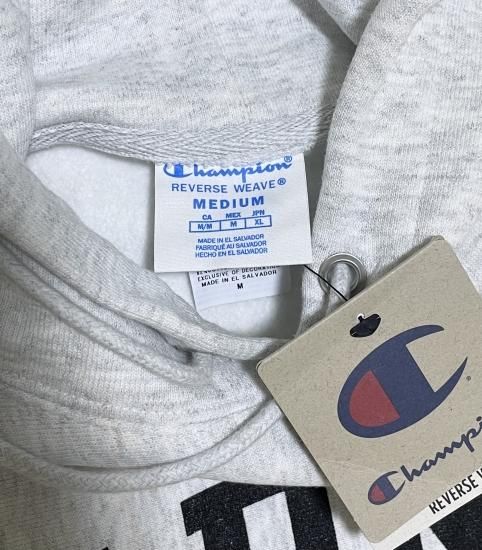 Champion®
REVERSE WEAVE®
MEDIUM
CA MEX JPN
M/M M XL
MADE IN EL SALVADOR
FABRIQUÉ AU SALVADOR
HECHO EN EL SALVADOR
EXCLUSIVE OF DECORATION
MADE IN EL SALVADOR
M
Champion
REVERSE